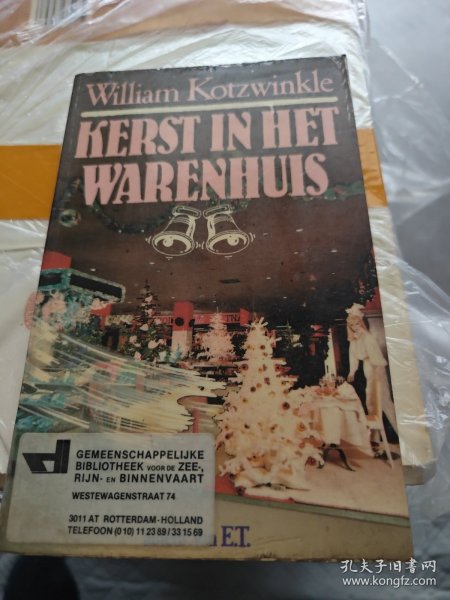 William Kotzwinkle
KERST IN HET
WARENHUIS
GEMEENSCHAPPELIJKE
BIBLIOTHEEK VOOR DE ZEE-,
RIJN- EN BINNENVAART
WESTEWAGENSTRAAT 74
3011 AT ROTTERDAM-HOLLAND
TELEFOON (010) 11 23 89 / 33 15 69
E.T.
孔夫子旧书网
www.kongfz.com